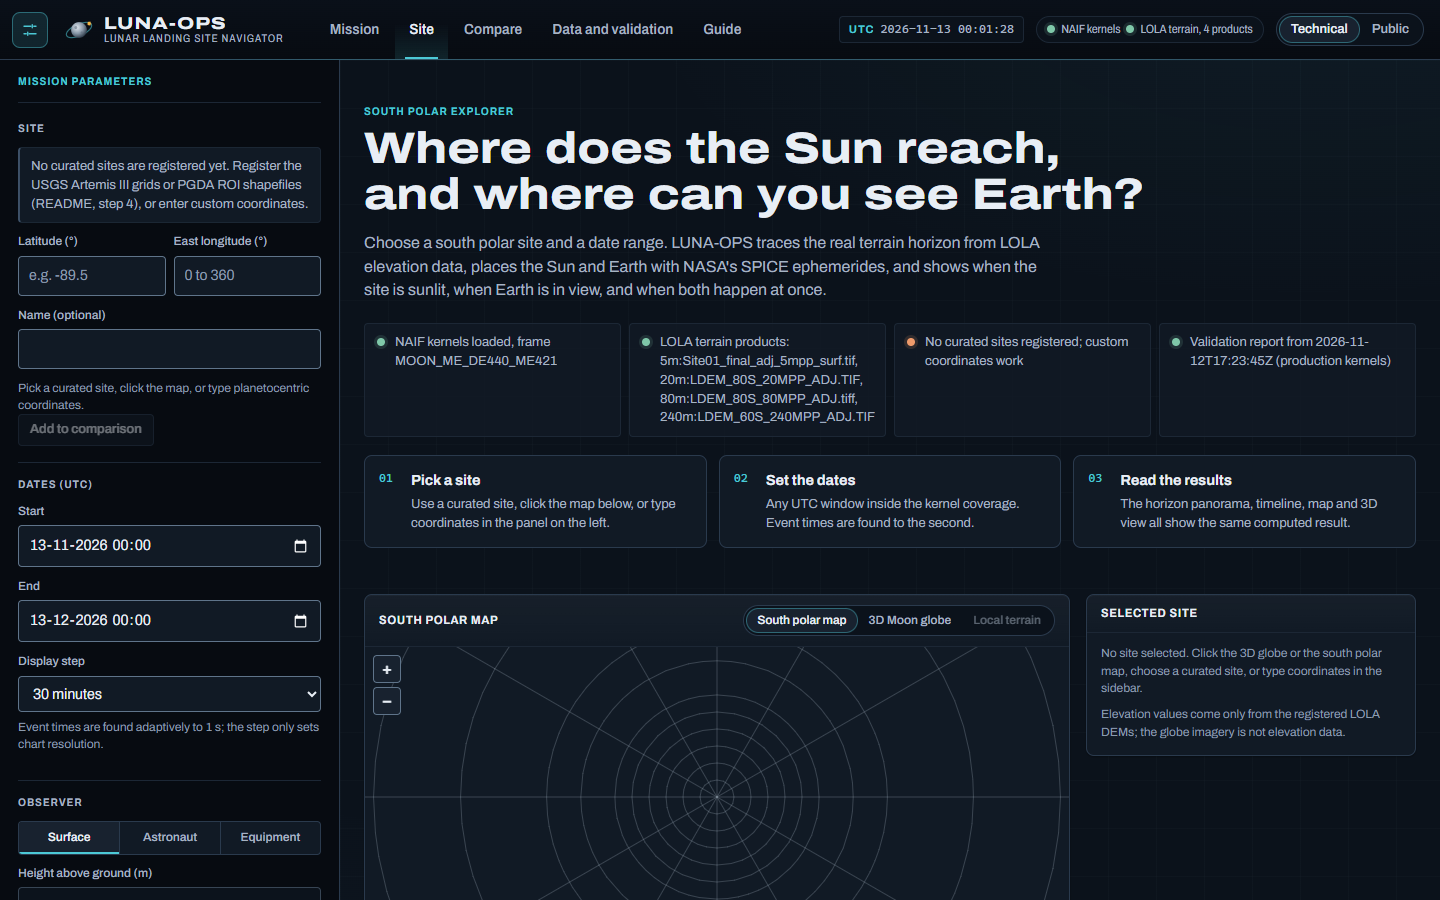 LUNA-OPS
LUNAR LANDING SITE NAVIGATOR
Mission
Site
Compare
Data and validation
Guide
UTC 2026-11-13 00:01:28
NAIF kernels
LOLA terrain, 4 products
Technical
Public
MISSION PARAMETERS
SITE
No curated sites are registered yet. Register the
USGS Artemis III grids or PGDA ROI shapefiles
(README, step 4), or enter custom coordinates.
Latitude (°)
East longitude (°)
e.g. -89.5
0 to 360
Name (optional)
Pick a curated site, click the map, or type planetocentric
coordinates.
Add to comparison
DATES (UTC)
Start
13-11-2026 00:00
End
13-12-2026 00:00
Display step
30 minutes
Event times are found adaptively to 1 s; the step only sets
chart resolution.
OBSERVER
Surface
Astronaut
Equipment
Height above ground (m)
SOUTH POLAR EXPLORER
Where does the Sun reach,
and where can you see Earth?
Choose a south polar site and a date range. LUNA-OPS traces the real terrain horizon from LOLA
elevation data, places the Sun and Earth with NASA's SPICE ephemerides, and shows when the
site is sunlit, when Earth is in view, and when both happen at once.
NAIF kernels loaded, frame
MOON_ME_DE440_ME421
LOLA terrain products:
5m:Site01_final_adj_5mpp_surf.tif,
20m:LDEM_80S_20MPP_ADJ.TIF,
80m:LDEM_80S_80MPP_ADJ.tiff,
240m:LDEM_60S_240MPP_ADJ.TIF
No curated sites registered; custom
coordinates work
Validation report from 2026-11-
12T17:23:45Z (production kernels)
01
Pick a site
Use a curated site, click the map below, or type
coordinates in the panel on the left.
02
Set the dates
Any UTC window inside the kernel coverage.
Event times are found to the second.
03
Read the results
The horizon panorama, timeline, map and 3D
view all show the same computed result.
SOUTH POLAR MAP
South polar map
3D Moon globe
Local terrain
+
−
SELECTED SITE
No site selected. Click the 3D globe or the south polar
map, choose a curated site, or type coordinates in the
sidebar.
Elevation values come only from the registered LOLA
DEMs; the globe imagery is not elevation data.